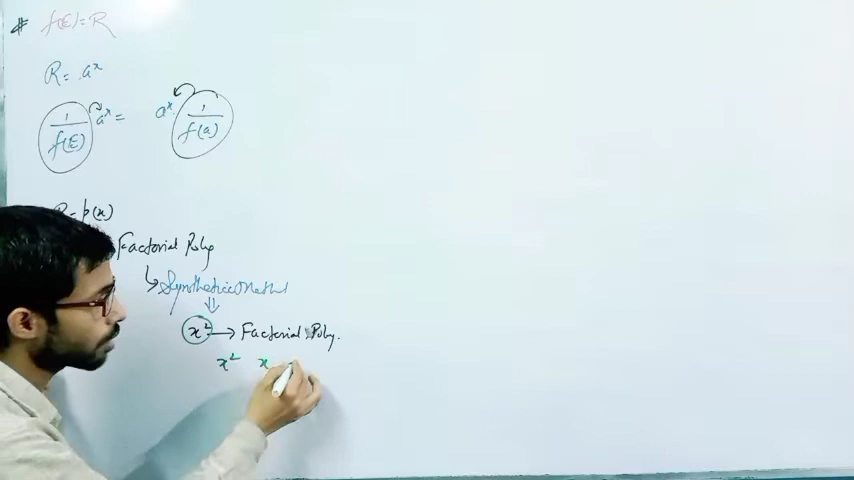 # f(E) = R
R = a^x
1/f(E) a^x = a^x 1/f(a)
R = p(x)
Factorial Poly
↳ Synthetic Method
⇓
x² → Factorial Poly.
x² x